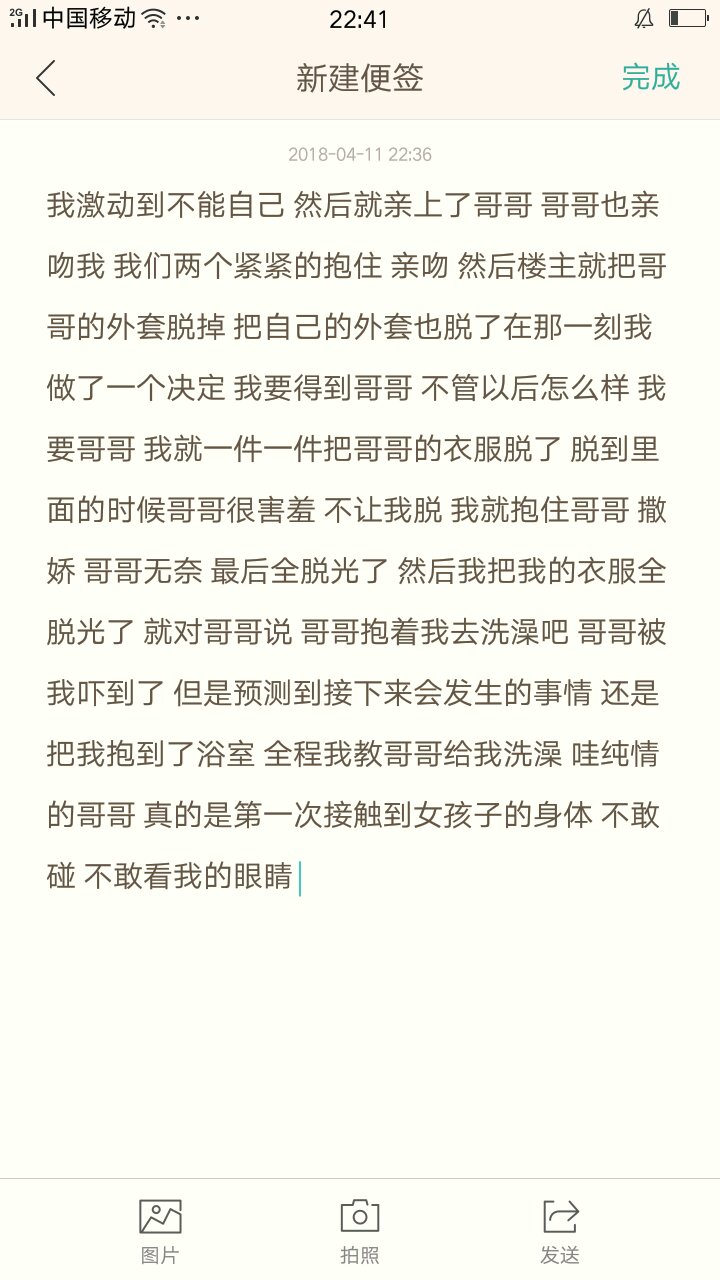 2G 中国移动 22:41
新建便签 完成
2018-04-11 22:36
我激动到不能自己 然后就亲上了哥哥 哥哥也亲
吻我 我们两个紧紧的抱住 亲吻 然后楼主就把哥
哥的外套脱掉 把自己的外套也脱了在那一刻我
做了一个决定 我要得到哥哥 不管以后怎么样 我
要哥哥 我就一件一件把哥哥的衣服脱了 脱到里
面的时候哥哥很害羞 不让我脱 我就抱住哥哥 撒
娇 哥哥无奈 最后全脱光了 然后我把我的衣服全
脱光了 就对哥哥说 哥哥抱着我去洗澡吧 哥哥被
我吓到了 但是预测到接下来会发生的事情 还是
把我抱到了浴室 全程我教哥哥给我洗澡 哇纯情
的哥哥 真的是第一次接触到女孩子的身体 不敢
碰 不敢看我的眼睛
图片 拍照 发送